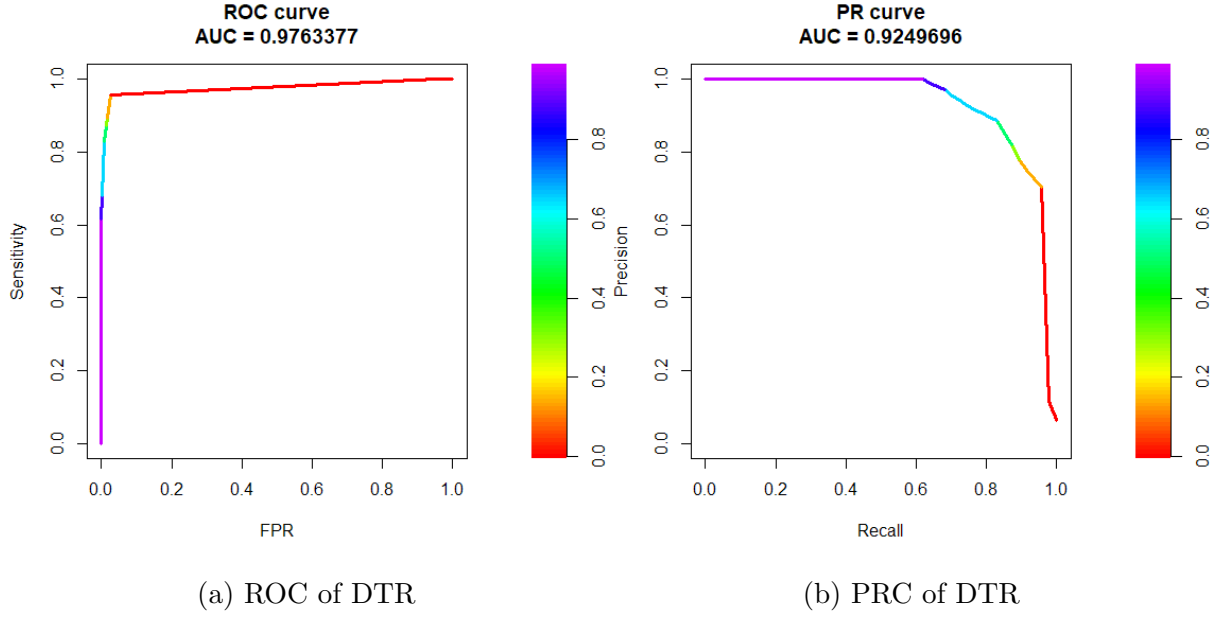 ROC curve
AUC = 0.9763377
Sensitivity
0.0
0.2
0.4
0.6
0.8
1.0
0.0 0.2 0.4 0.6 0.8 1.0
FPR
0.0
0.2
0.4
0.6
0.8
(a) ROC of DTR
PR curve
AUC = 0.9249696
Precision
0.0
0.2
0.4
0.6
0.8
1.0
0.0 0.2 0.4 0.6 0.8 1.0
Recall
0.0
0.2
0.4
0.6
0.8
(b) PRC of DTR